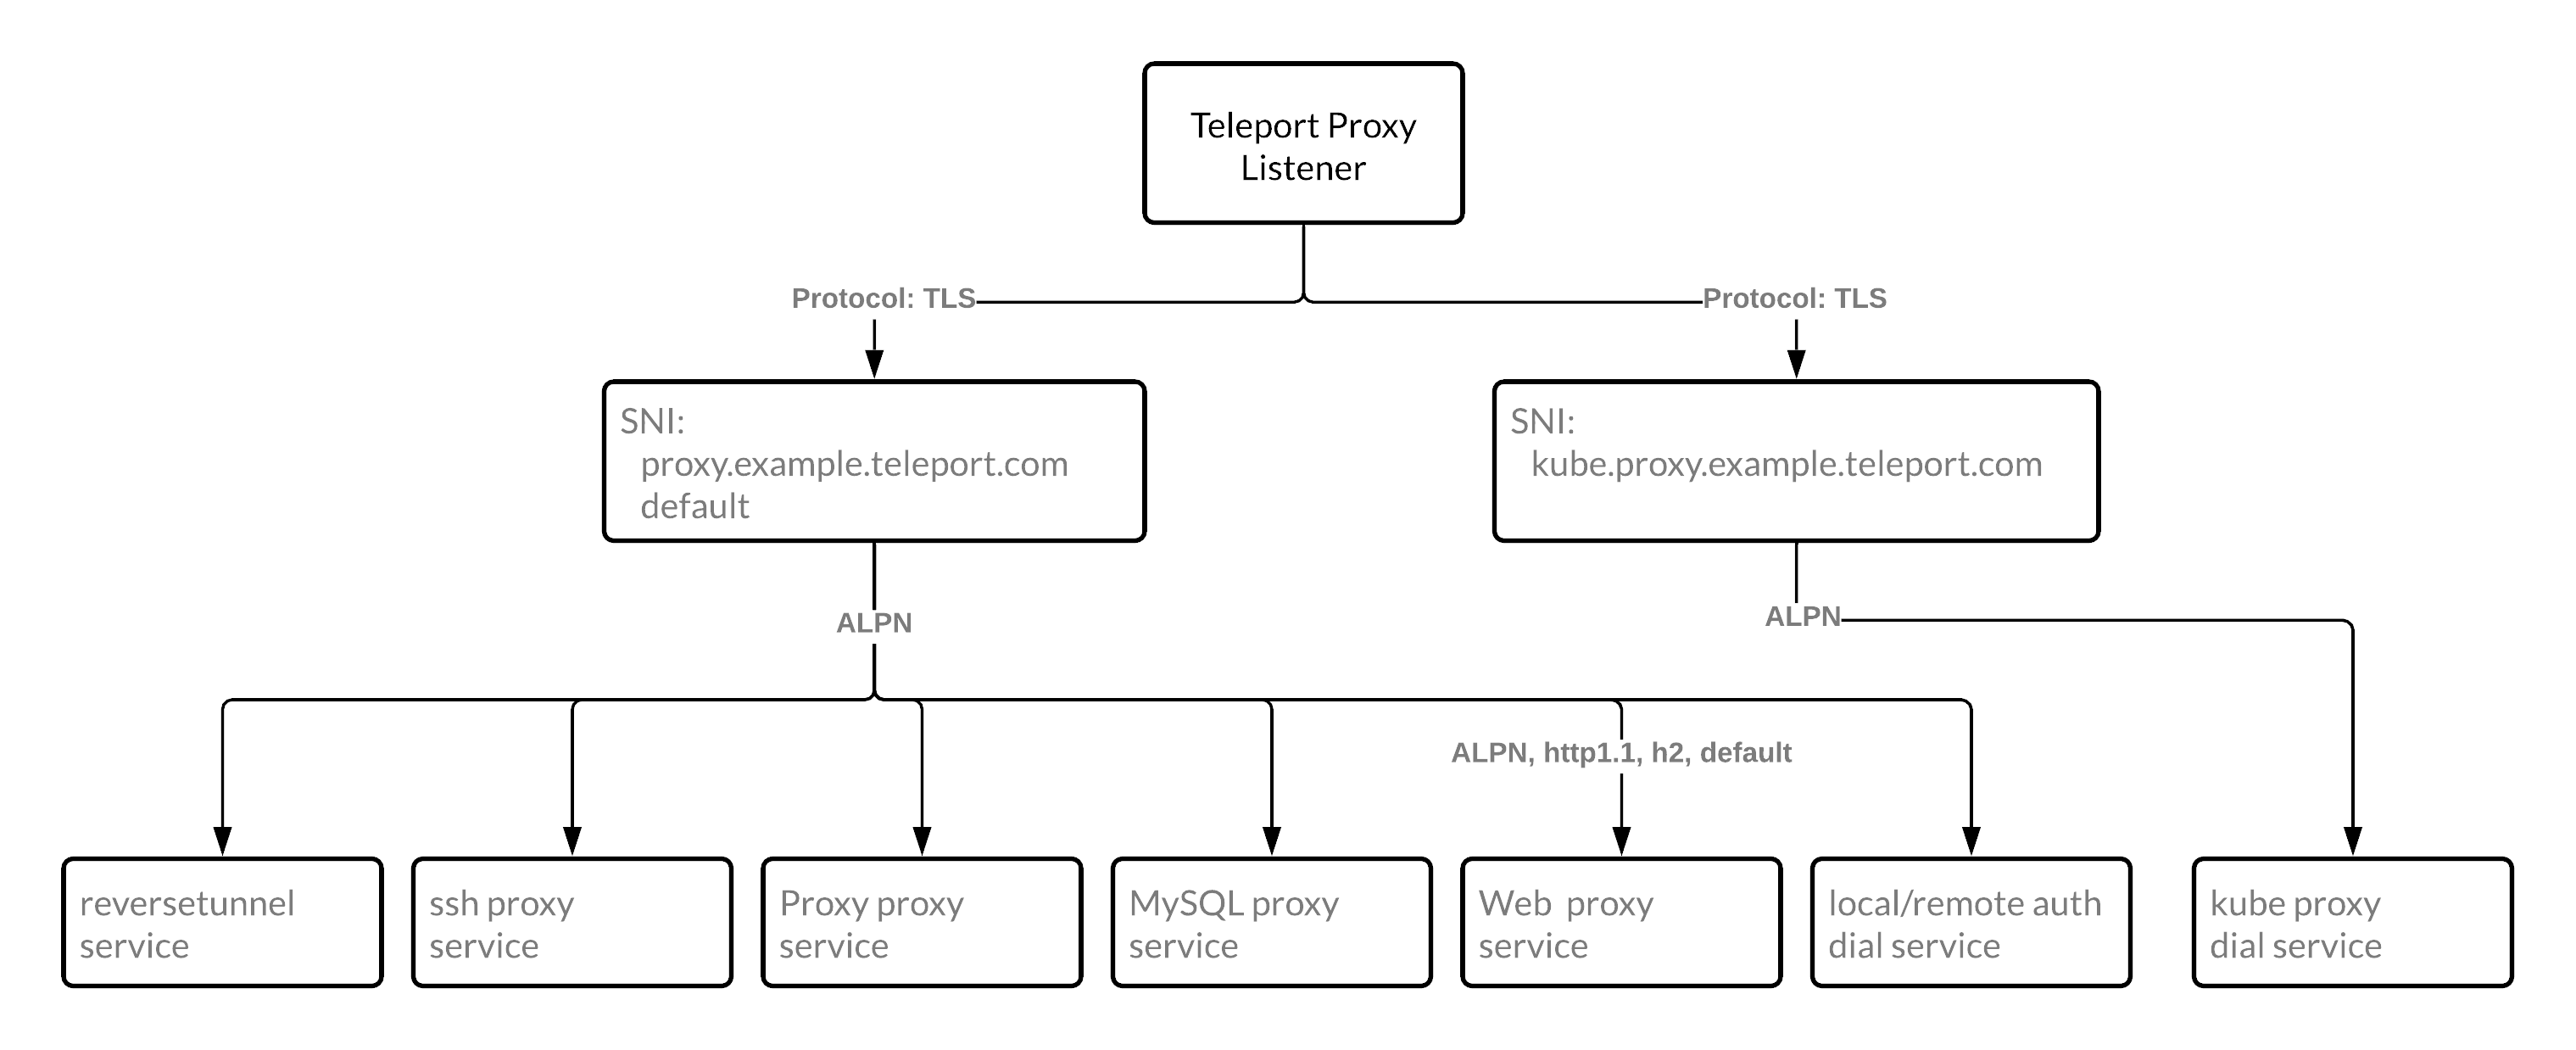 Teleport Proxy
Listener
Protocol: TLS
Protocol: TLS
SNI:
proxy.example.teleport.com
default
SNI:
kube.proxy.example.teleport.com
ALPN
ALPN
ALPN, http1.1, h2, default
reversetunnel
service
ssh proxy
service
Proxy proxy
service
MySQL proxy
service
Web proxy
service
local/remote auth
dial service
kube proxy
dial service